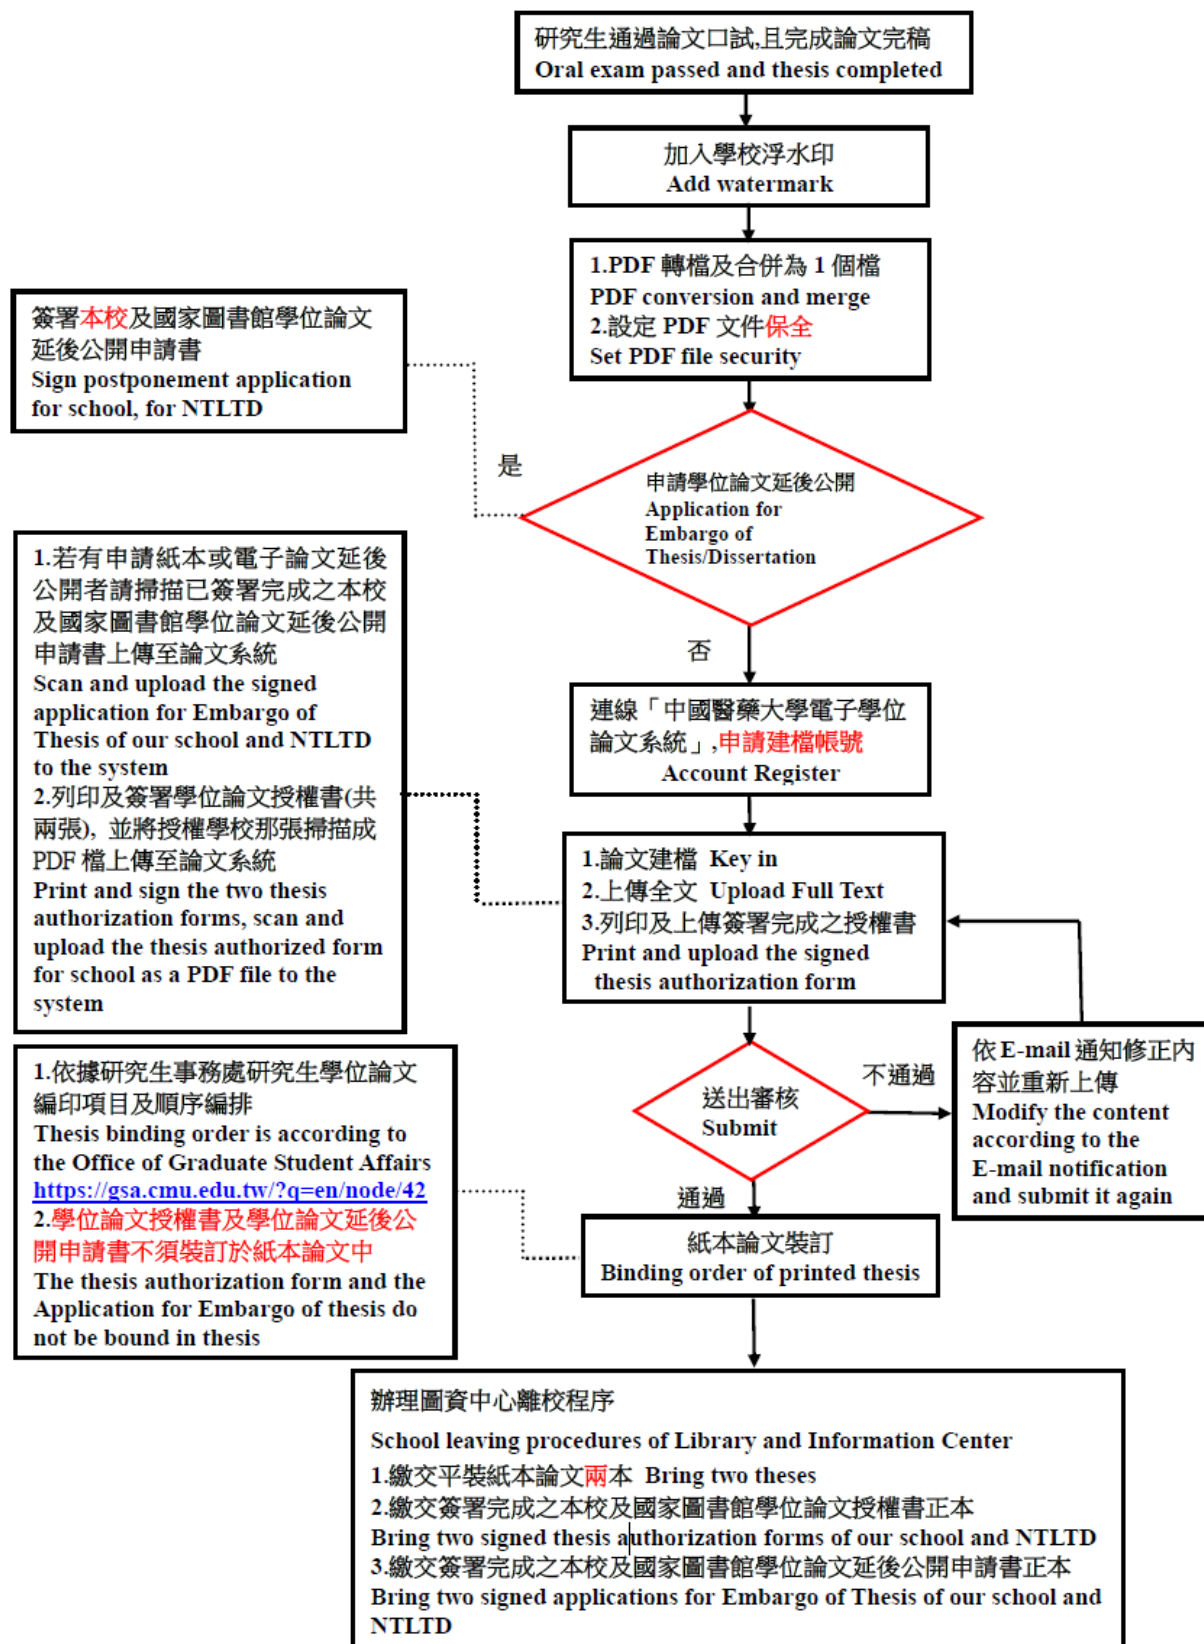 研究生通過論文口試,且完成論文完稿
Oral exam passed and thesis completed
加入學校浮水印
Add watermark
1.PDF 轉檔及合併為 1 個檔
PDF conversion and merge
2.設定 PDF 文件保全
Set PDF file security
簽署本校及國家圖書館學位論文
延後公開申請書
Sign postponement application
for school, for NTLTD
是
申請學位論文延後公開
Application for
Embargo of
Thesis/Dissertation
否
1.若有申請紙本或電子論文延後
公開者請掃描已簽署完成之本校
及國家圖書館學位論文延後公開
申請書上傳至論文系統
Scan and upload the signed
application for Embargo of
Thesis of our school and NTLTD
to the system
2.列印及簽署學位論文授權書(共
兩張), 並將授權學校那張掃描成
PDF 檔上傳至論文系統
Print and sign the two thesis
authorization forms, scan and
upload the thesis authorized form
for school as a PDF file to the
system
連線「中國醫藥大學電子學位
論文系統」,申請建檔帳號
Account Register
1.論文建檔 Key in
2.上傳全文 Upload Full Text
3.列印及上傳簽署完成之授權書
Print and upload the signed
thesis authorization form
送出審核
Submit
不通過
依 E-mail 通知修正內
容並重新上傳
Modify the content
according to the
E-mail notification
and submit it again
通過
1.依據研究生事務處研究生學位論文
編印項目及順序編排
Thesis binding order is according to
the Office of Graduate Student Affairs
https://gsa.cmu.edu.tw/?q=en/node/42
2.學位論文授權書及學位論文延後公
開申請書不須裝訂於紙本論文中
The thesis authorization form and the
Application for Embargo of thesis do
not be bound in thesis
紙本論文裝訂
Binding order of printed thesis
辦理圖資中心離校程序
School leaving procedures of Library and Information Center
1.繳交平裝紙本論文兩本 Bring two theses
2.繳交簽署完成之本校及國家圖書館學位論文授權書正本
Bring two signed thesis authorization forms of our school and NTLTD
3.繳交簽署完成之本校及國家圖書館學位論文延後公開申請書正本
Bring two signed applications for Embargo of Thesis of our school and
NTLTD